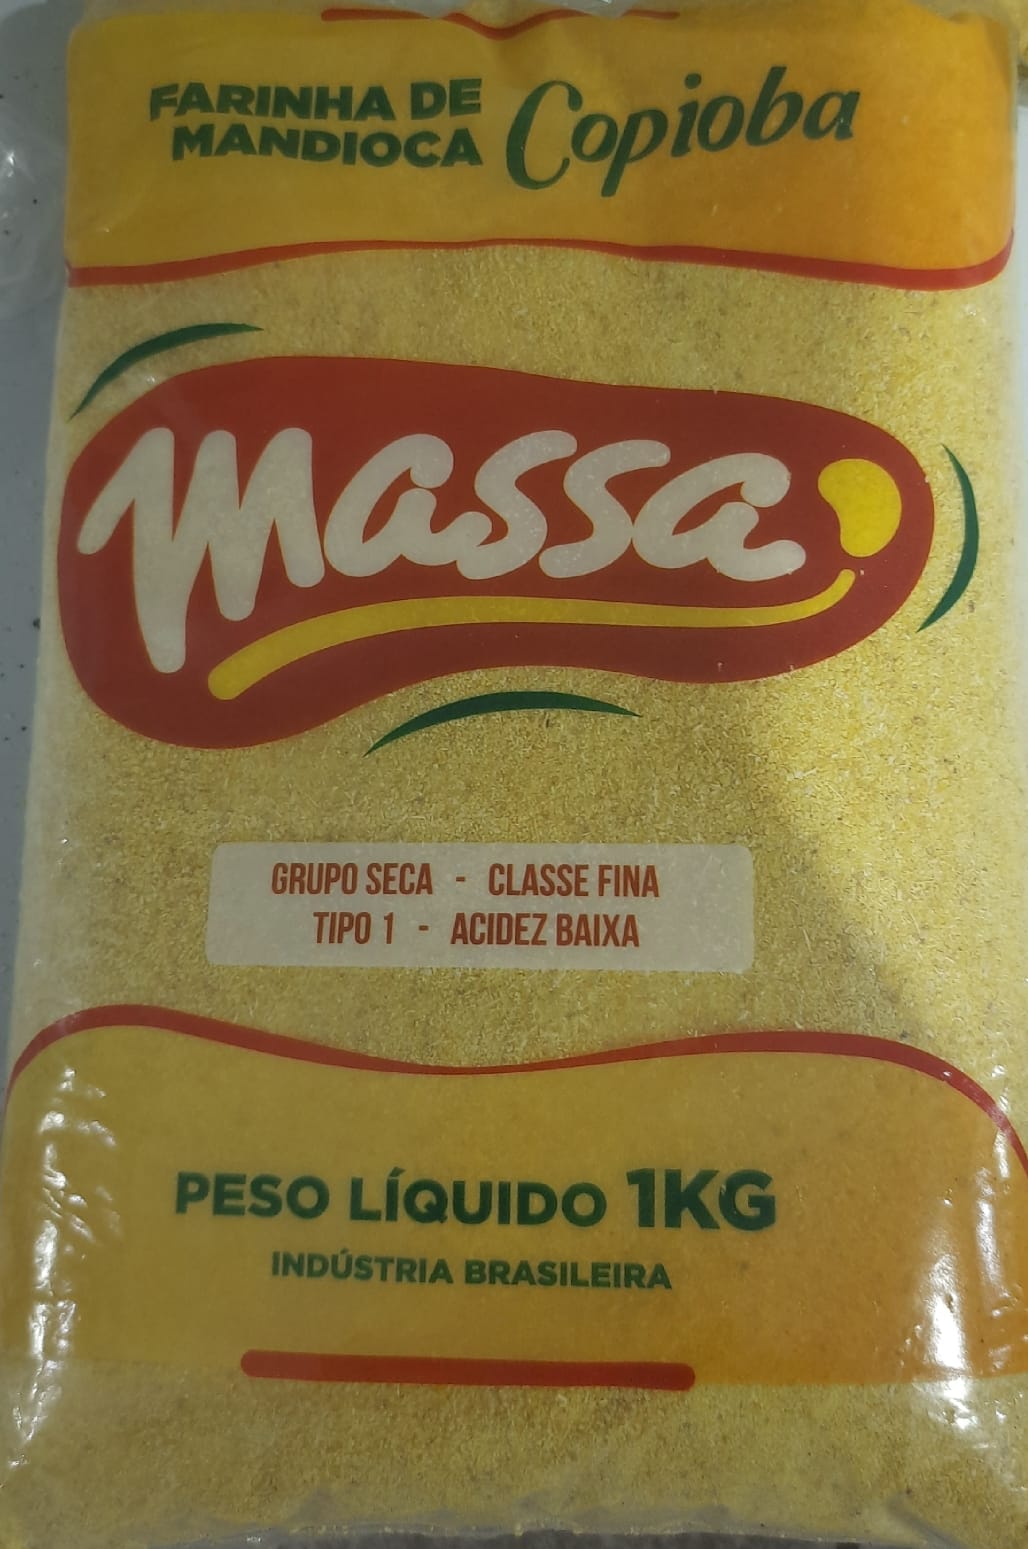 FARINHA DE
MANDIOCA Copioba
Massa
GRUPO SECA - CLASSE FINA
TIPO 1 - ACIDEZ BAIXA
PESO LÍQUIDO 1KG
INDÚSTRIA BRASILEIRA